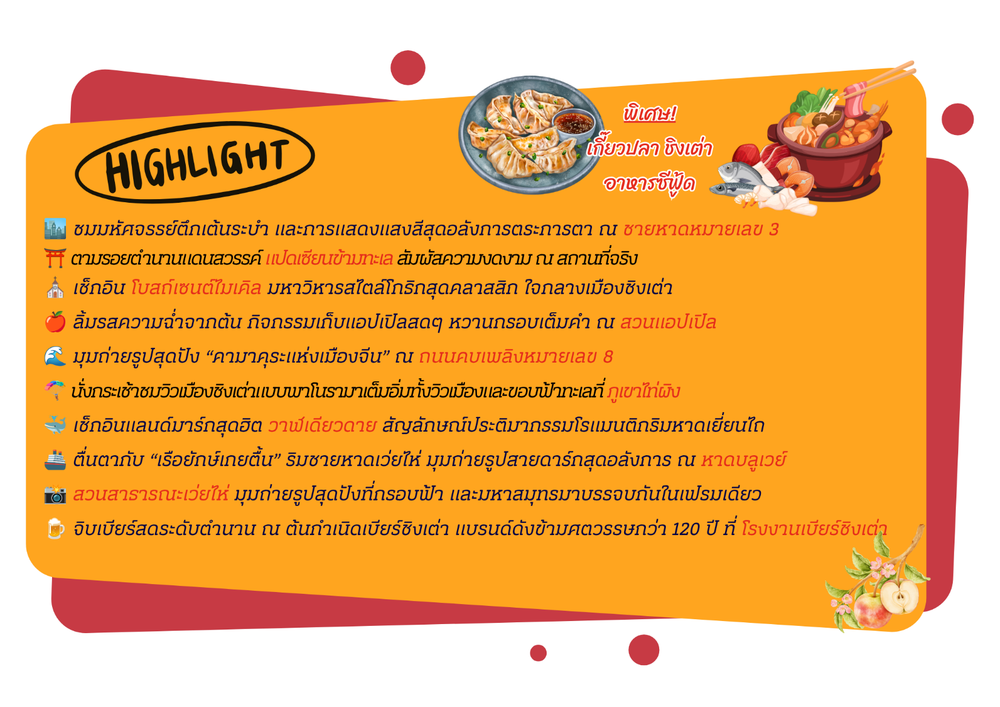 HIGHLIGHT
พิเศษ!
เกี๊ยวปลา ชิงเต่า
อาหารซีฟู้ด
ชมมหัศจรรย์ตึกเต้นระบำ และการแสดงแสงสีสุดอลังการตระการตา ณ ชายหาดหมายเลข 3
ตามรอยตำนานแดนสวรรค์ แปดเซียนข้ามทะเล สัมผัสความงดงาม ณ สถานที่จริง
เช็กอิน โบสถ์เซนต์ไมเคิล มหาวิหารสไตล์โกธิกสุดคลาสสิก ใจกลางเมืองชิงเต่า
ลิ้มรสความฉ่ำจากต้น กิจกรรมเก็บแอปเปิลสดๆ หวานกรอบเต็มคำ ณ สวนแอปเปิล
มุมถ่ายรูปสุดปัง “คามาคุระแห่งเมืองจีน” ณ ถนนคบเพลิงหมายเลข 8
นั่งกระเช้าชมวิวเมืองชิงเต่าแบบพาโนรามาเต็มอิ่มทั้งวิวเมืองและขอบฟ้าทะเลที่ ภูเขาไท่ผิง
เช็กอินแลนด์มาร์กสุดฮิต วาฬเดียวดาย สัญลักษณ์ประติมากรรมโรแมนติกริมหาดเยี่ยนไถ
ตื่นตากับ “เรือยักษ์เกยตื้น” ริมชายหาดเว่ยไห่ มุมถ่ายรูปสายดาร์กสุดอลังการ ณ หาดบลูเวย์
สวนสาธารณะเว่ยไห่ มุมถ่ายรูปสุดปังที่กรอบฟ้า และมหาสมุทรมาบรรจบกันในเฟรมเดียว
จิบเบียร์สดระดับตำนาน ณ ต้นกำเนิดเบียร์ชิงเต่า แบรนด์ดังข้ามศตวรรษกว่า 120 ปี ที่ โรงงานเบียร์ชิงเต่า